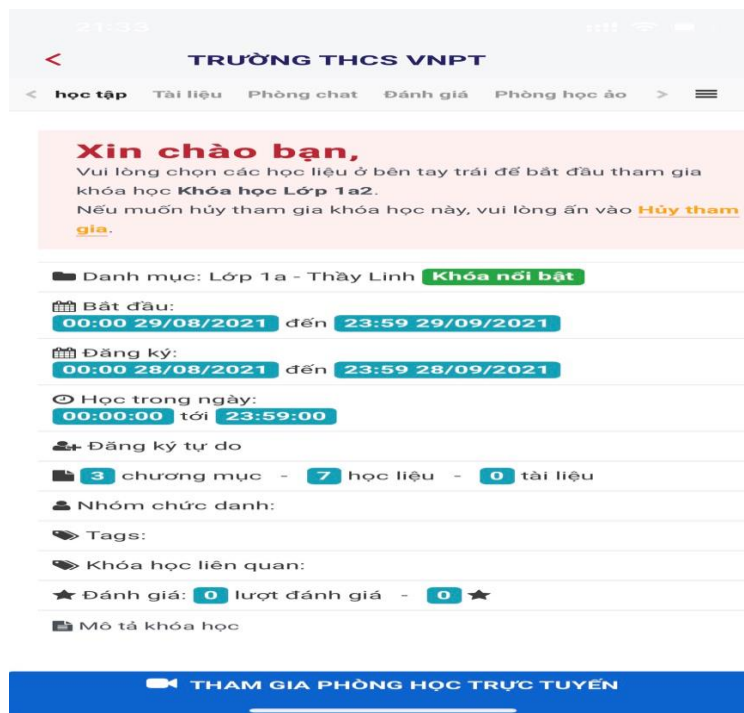 21:33
< TRƯỜNG THCS VNPT
< học tập Tài liệu Phòng chat Đánh giá Phòng học ảo >
Xin chào bạn,
Vui lòng chọn các học liệu ở bên tay trái để bắt đầu tham gia
khóa học Khóa học Lớp 1a2.
Nếu muốn hủy tham gia khóa học này, vui lòng ấn vào Hủy tham
gia.
Danh mục: Lớp 1a - Thầy Linh Khóa nổi bật
Bắt đầu:
00:00 29/08/2021 đến 23:59 29/09/2021
Đăng ký:
00:00 28/08/2021 đến 23:59 28/09/2021
Học trong ngày:
00:00:00 tới 23:59:00
Đăng ký tự do
3 chương mục - 7 học liệu - 0 tài liệu
Nhóm chức danh:
Tags:
Khóa học liên quan:
Đánh giá: 0 lượt đánh giá - 0
Mô tả khóa học
THAM GIA PHÒNG HỌC TRỰC TUYẾN